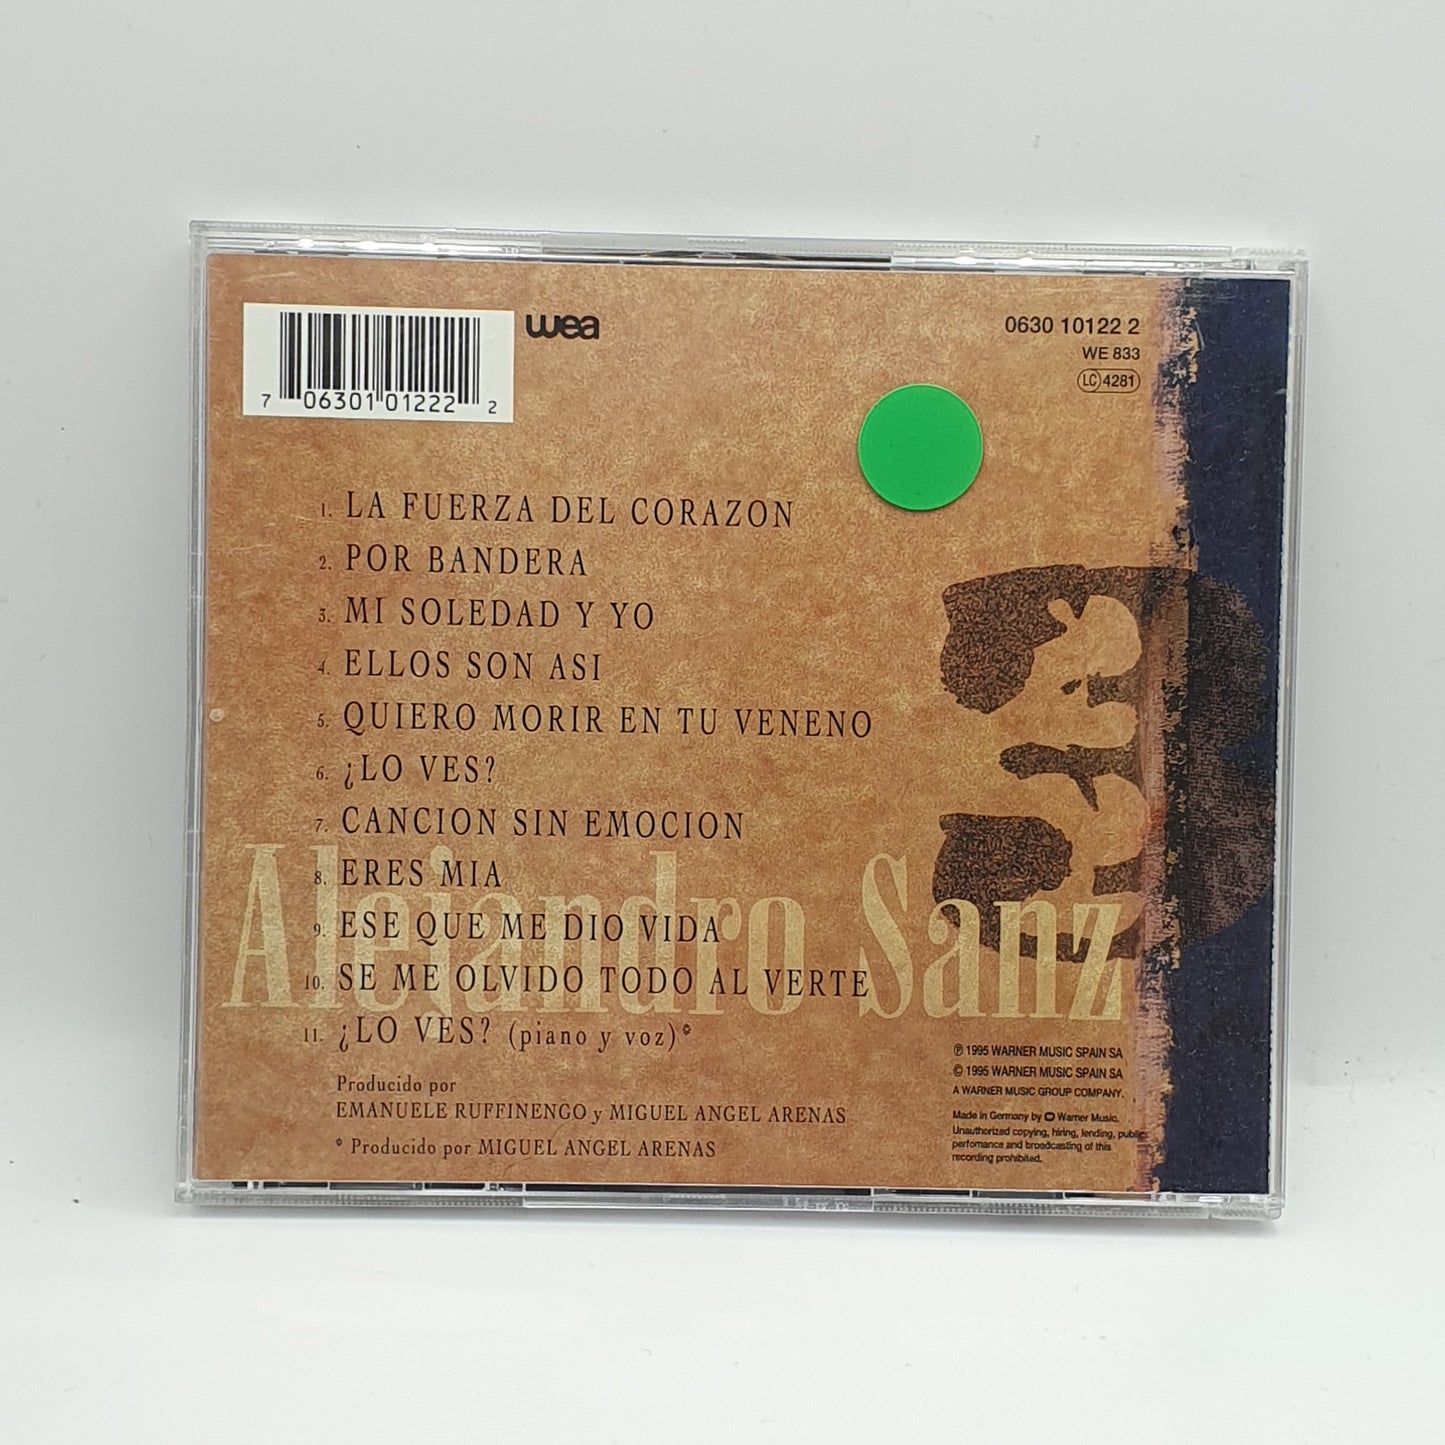 wea
0630 10122 2
WE 833
LC 4281
7 06301 01222 2
1. LA FUERZA DEL CORAZON
2. POR BANDERA
3. MI SOLEDAD Y YO
4. ELLOS SON ASI
5. QUIERO MORIR EN TU VENENO
6. ¿LO VES?
7. CANCION SIN EMOCION
8. ERES MIA
9. ESE QUE ME DIO VIDA
10. SE ME OLVIDO TODO AL VERTE
11. ¿LO VES? (piano y voz)*
Alejandro Sanz
Producido por
EMANUELE RUFFINENGO y MIGUEL ANGEL ARENAS
* Producido por MIGUEL ANGEL ARENAS
℗ 1995 WARNER MUSIC SPAIN SA
© 1995 WARNER MUSIC SPAIN SA
A WARNER MUSIC GROUP COMPANY.
Made in Germany by Warner Music.
Unauthorized copying, hiring, lending, public
performance and broadcasting of this
recording prohibited.